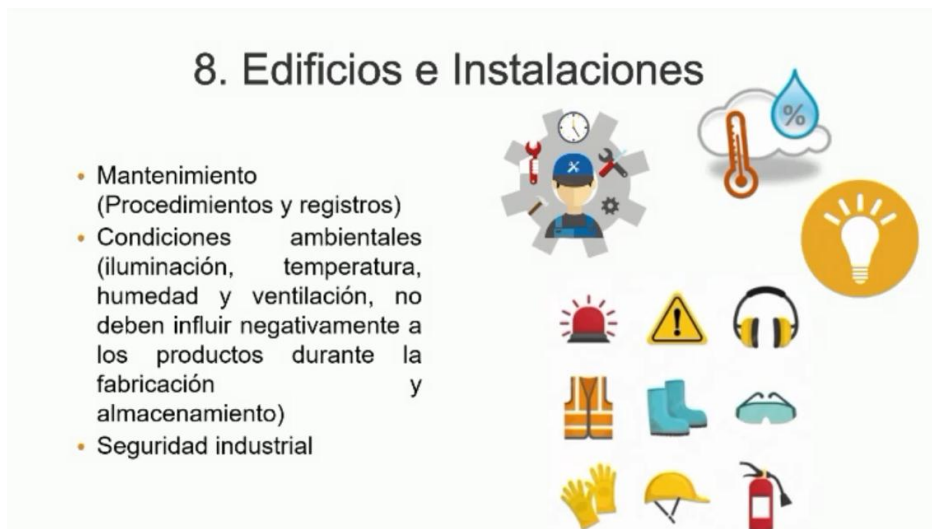 8. Edificios e Instalaciones
%
• Mantenimiento
(Procedimientos y registros)
• Condiciones ambientales
(iluminación, temperatura,
humedad y ventilación, no
deben influir negativamente a
los productos durante la
fabricación y
almacenamiento)
• Seguridad industrial